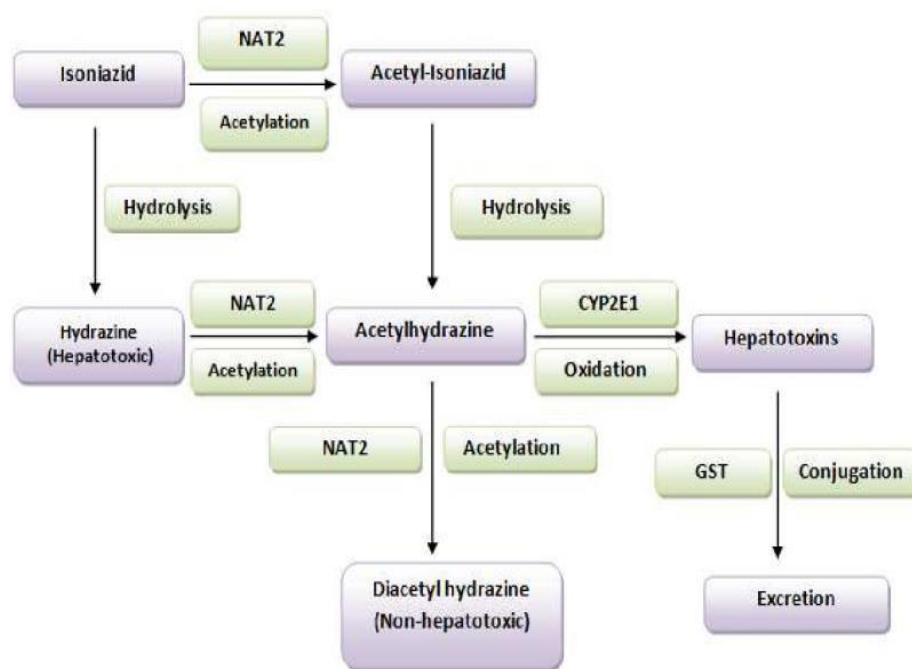 NAT2
Isoniazid
Acetyl-Isoniazid
Acetylation
Hydrolysis
Hydrolysis
NAT2
CYP2E1
Hydrazine
(Hepatotoxic)
Acetylhydrazine
Hepatotoxins
Acetylation
Oxidation
NAT2
Acetylation
GST
Conjugation
Diacetyl hydrazine
(Non-hepatotoxic)
Excretion